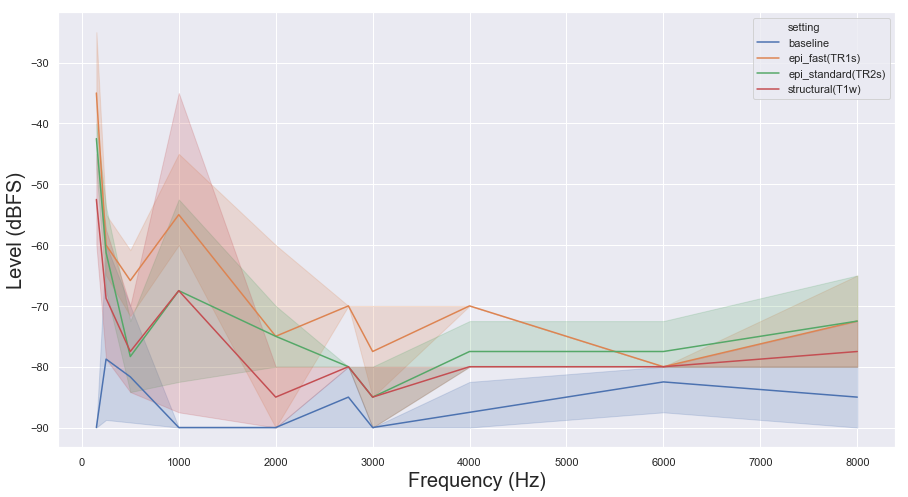 setting
baseline
epi_fast(TR1s)
epi_standard(TR2s)
structural(T1w)
Level (dBFS)
−30
−40
−50
−60
−70
−80
−90
0 1000 2000 3000 4000 5000 6000 7000 8000
Frequency (Hz)